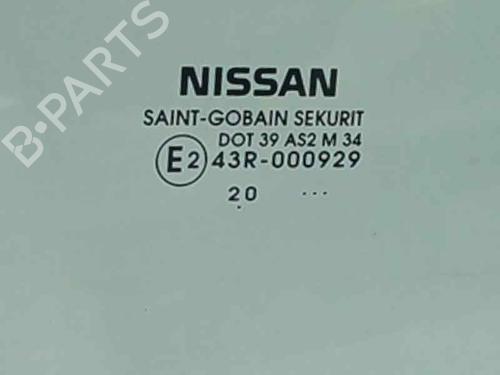 B-PARTS
NISSAN
SAINT-GOBAIN SEKURIT
DOT 39 AS2 M 34
E2 43R-000929
20 ...